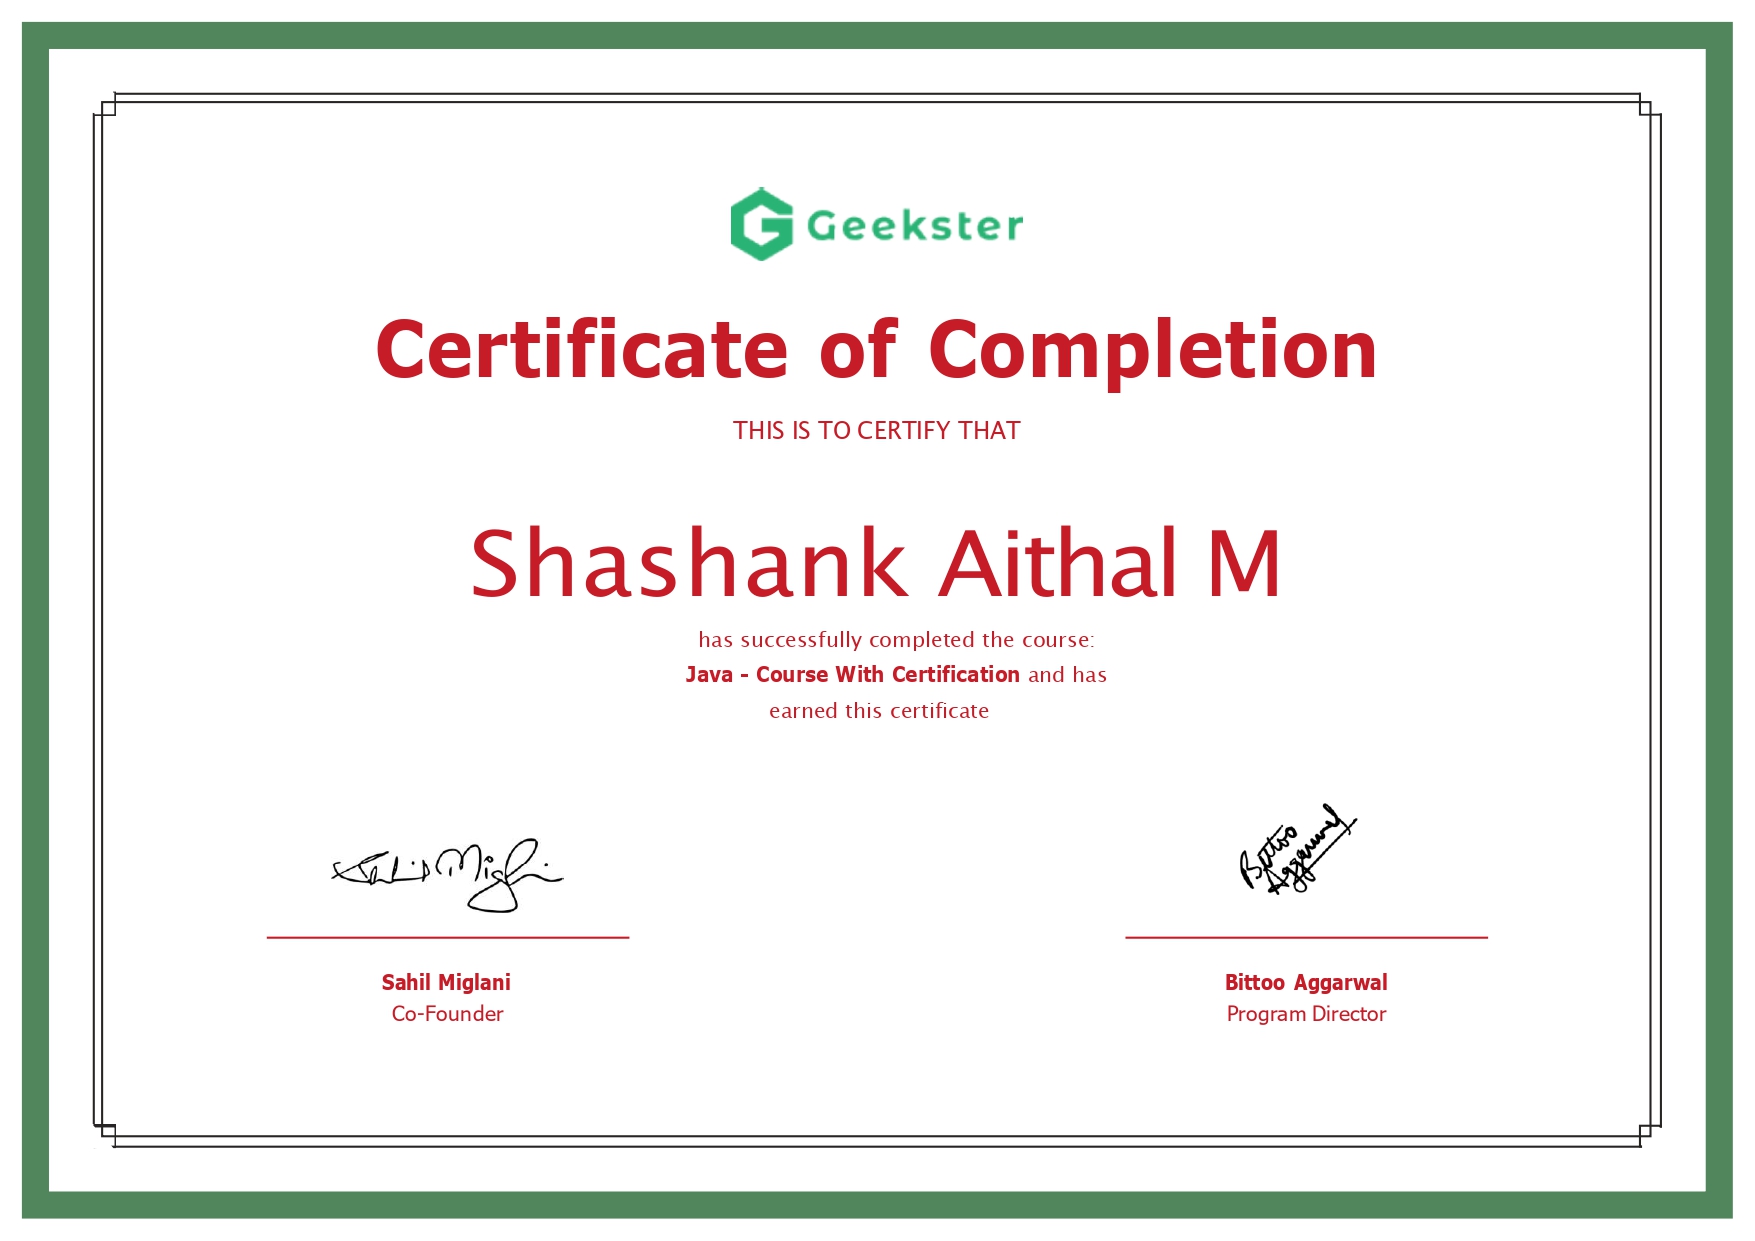 Geekster
Certificate of Completion
THIS IS TO CERTIFY THAT
Shashank Aithal M
has successfully completed the course:
Java - Course With Certification and has
earned this certificate
Sahil Miglani
Bittoo
Aggarwal
Sahil Miglani
Co-Founder
Bittoo Aggarwal
Program Director